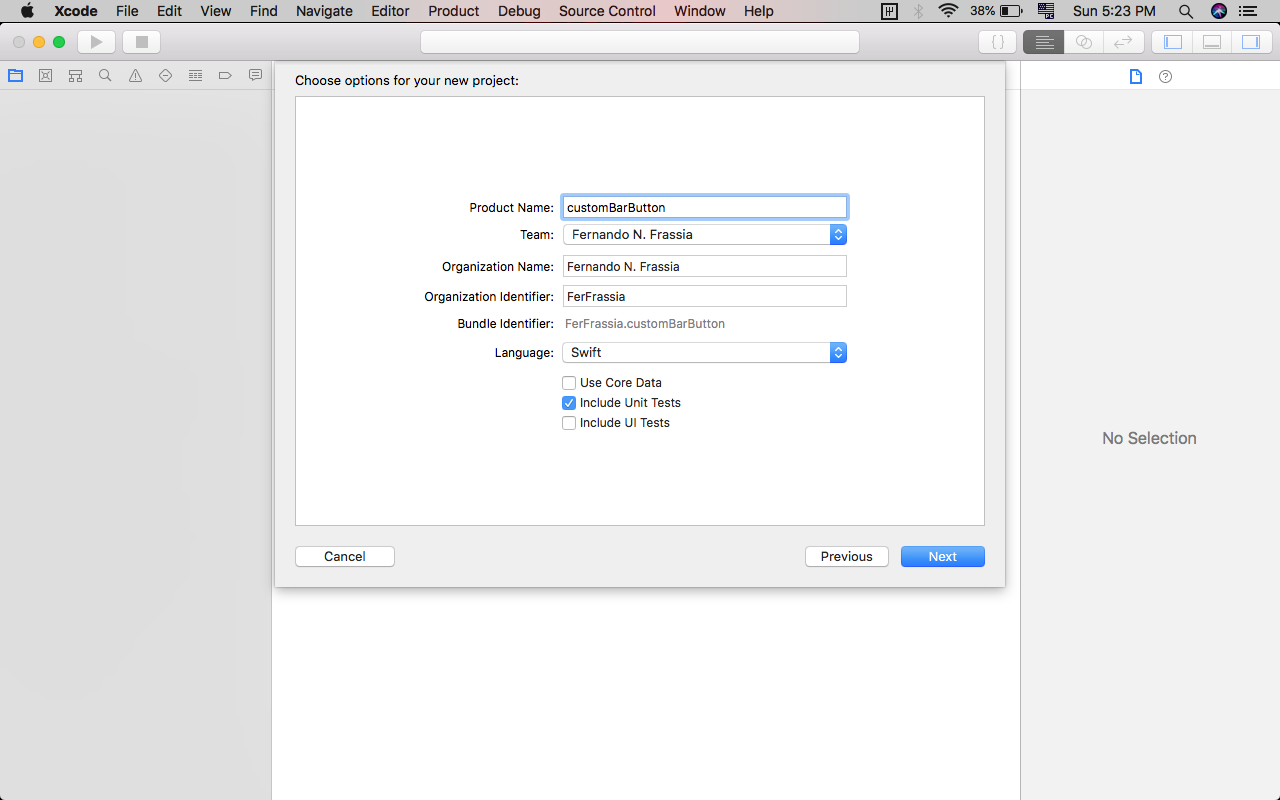 Xcode File Edit View Find Navigate Editor Product Debug Source Control Window Help 38% Sun 5:23 PM
Choose options for your new project:
Product Name: customBarButton
Team: Fernando N. Frassia
Organization Name: Fernando N. Frassia
Organization Identifier: FerFrassia
Bundle Identifier: FerFrassia.customBarButton
Language: Swift
Use Core Data
Include Unit Tests
Include UI Tests
No Selection
Cancel Previous Next